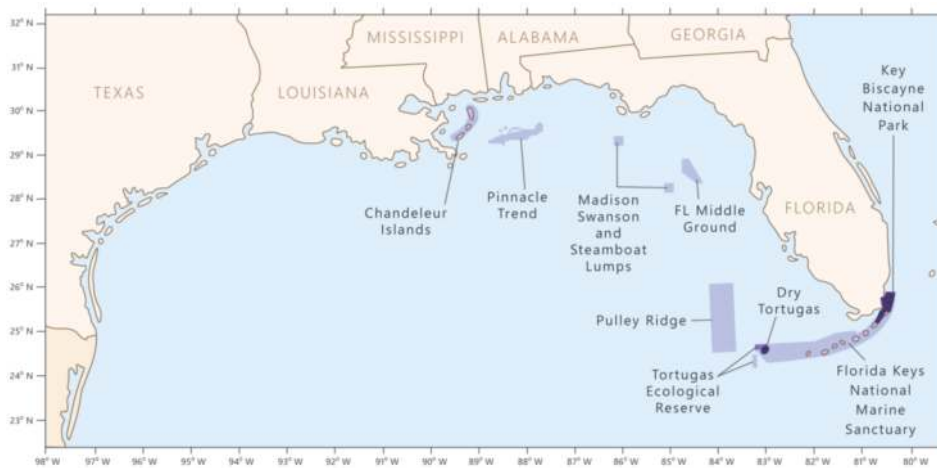 32° N
31° N
30° N
29° N
28° N
27° N
26° N
25° N
24° N
23° N
TEXAS
LOUISIANA
MISSISSIPPI
ALABAMA
GEORGIA
FLORIDA
Key
Biscayne
National
Park
Chandeleur
Islands
Pinnacle
Trend
Madison
Swanson
and
Steamboat
Lumps
FL Middle
Ground
Pulley Ridge
Dry
Tortugas
Tortugas
Ecological
Reserve
Florida Keys
National
Marine
Sanctuary
98° W 97° W 96° W 95° W 94° W 93° W 92° W 91° W 90° W 89° W 88° W 87° W 86° W 85° W 84° W 83° W 82° W 81° W 80° W